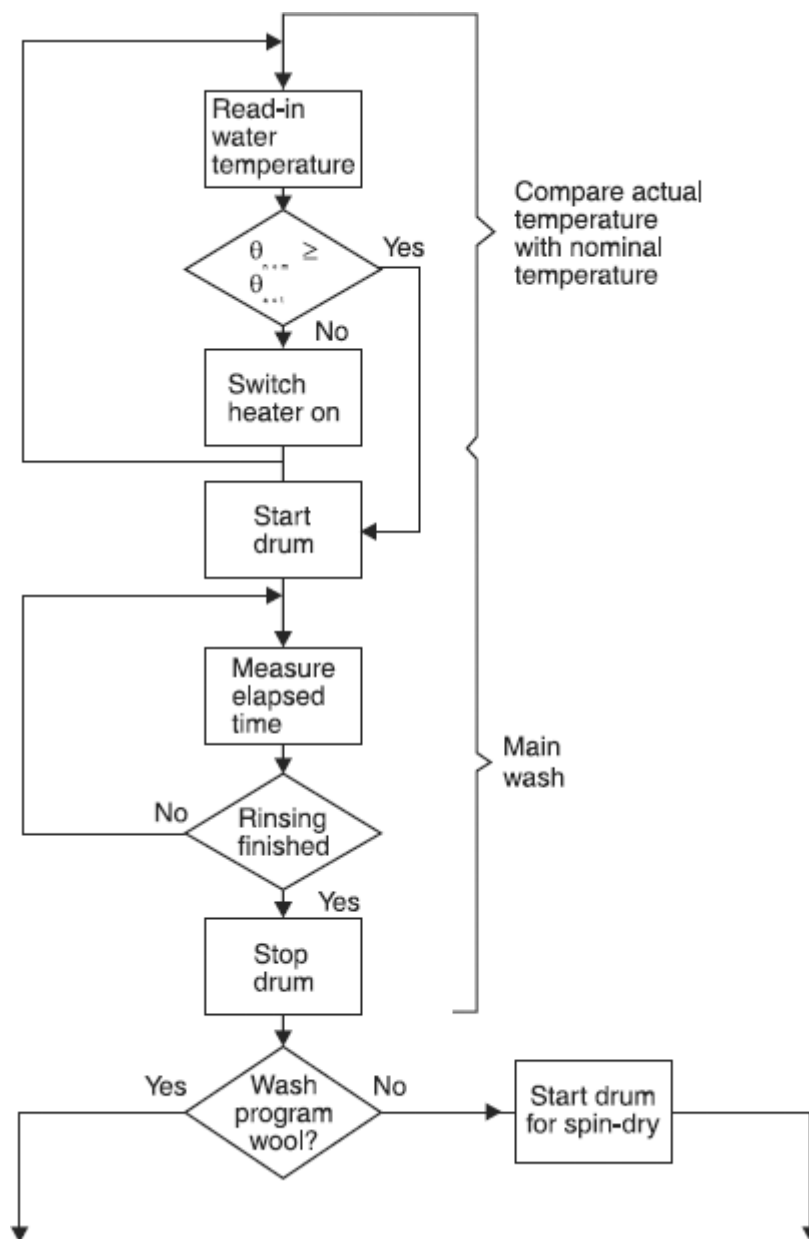 Read-in
water
temperature
Compare actual
temperature
with nominal
temperature
θ ≥
θ
Yes
No
Switch
heater on
Start
drum
Measure
elapsed
time
Main
wash
No
Rinsing
finished
Yes
Stop
drum
Yes
Wash
program
wool?
No
Start drum
for spin-dry